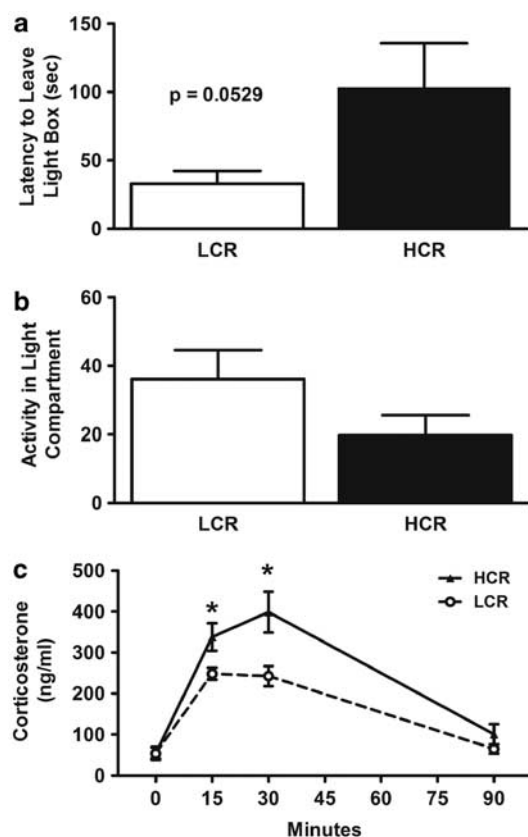 a
Latency to Leave
Light Box (sec)
150
100
50
0
p = 0.0529
LCR
HCR
b
Activity in Light
Compartment
60
40
20
0
LCR
HCR
c
Corticosterone
(ng/ml)
500
400
300
200
100
0
*
*
HCR
LCR
0 15 30 45 60 75 90
Minutes